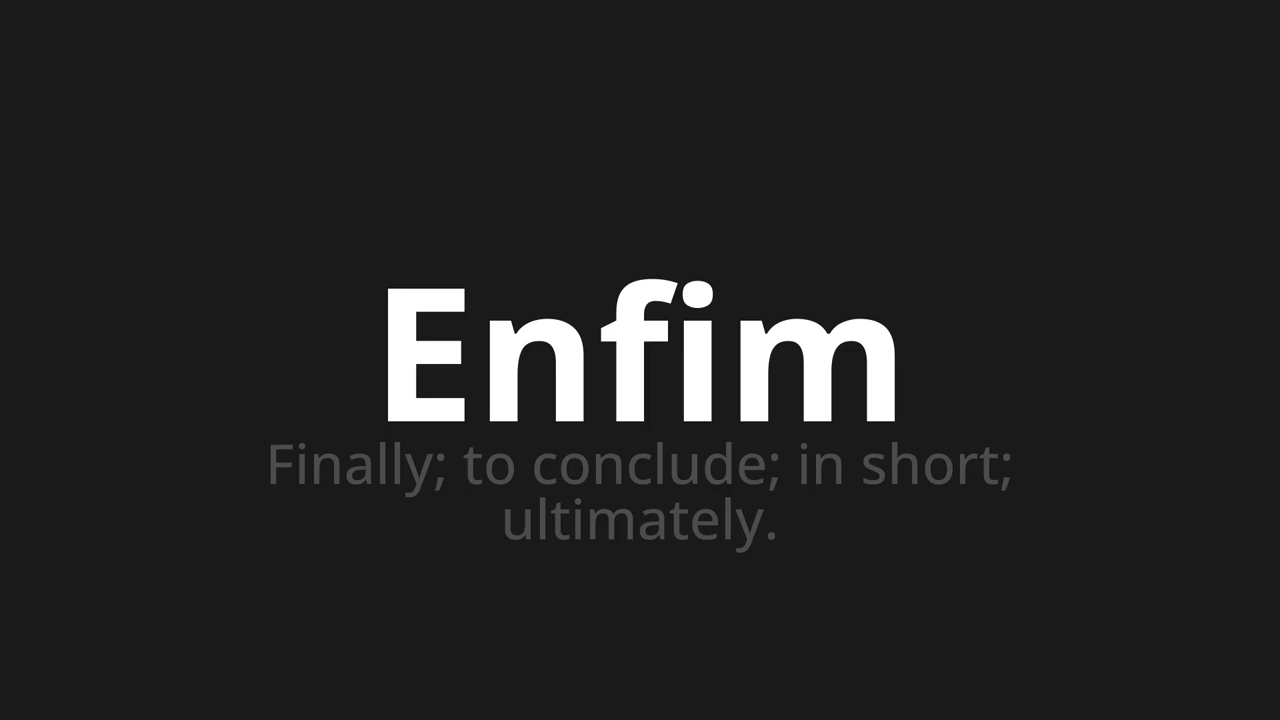 Enfim
Finally; to conclude; in short;
ultimately.